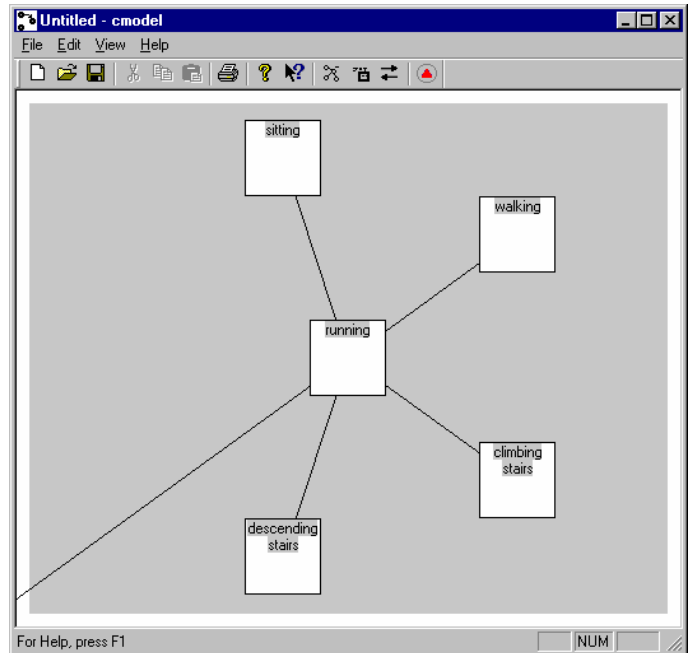 Untitled - cmodel
File Edit View Help
sitting
walking
running
climbing
stairs
descending
stairs
For Help, press F1
NUM